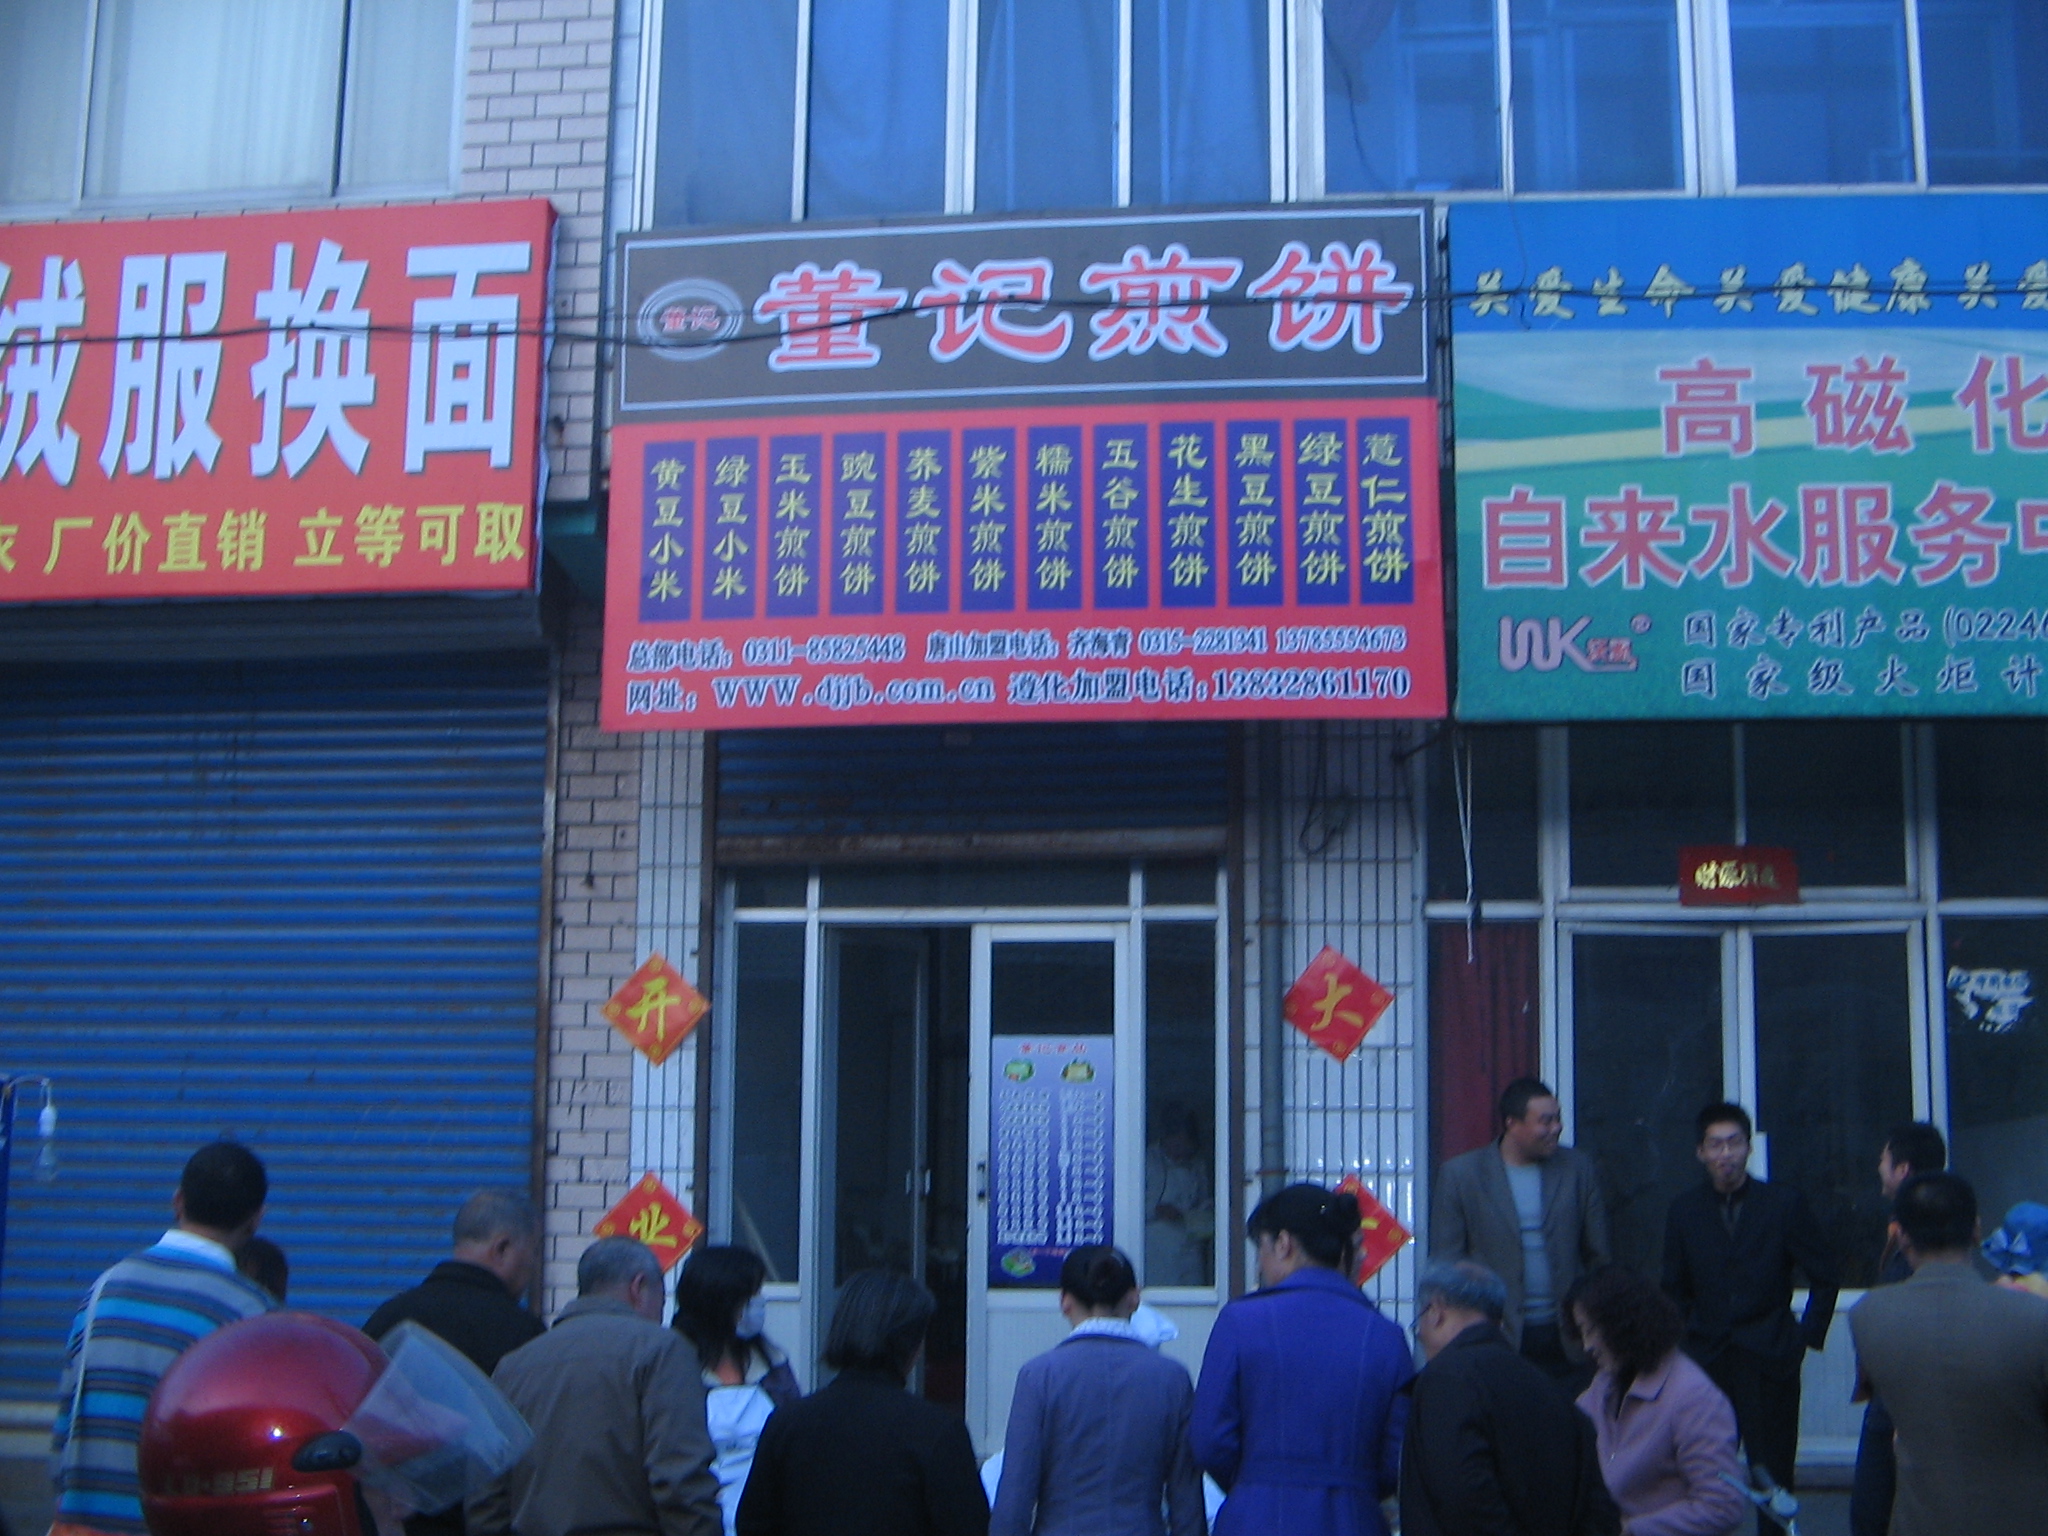 绒服换面
衣 厂价直销 立等可取
董记
董记煎饼
黄豆小米
绿豆小米
玉米煎饼
豌豆煎饼
荞麦煎饼
紫米煎饼
糯米煎饼
五谷煎饼
花生煎饼
黑豆煎饼
绿豆煎饼
薏仁煎饼
总部电话：0311-85825448 唐山加盟电话：齐海青 0315-2281941 13785554673
网址：WWW.djjb.com.cn 遵化加盟电话：13832861170
关爱生命 关爱健康 关爱
高磁化
自来水服务中
WK
国家专利产品(02246
国家级火炬计
开业
大